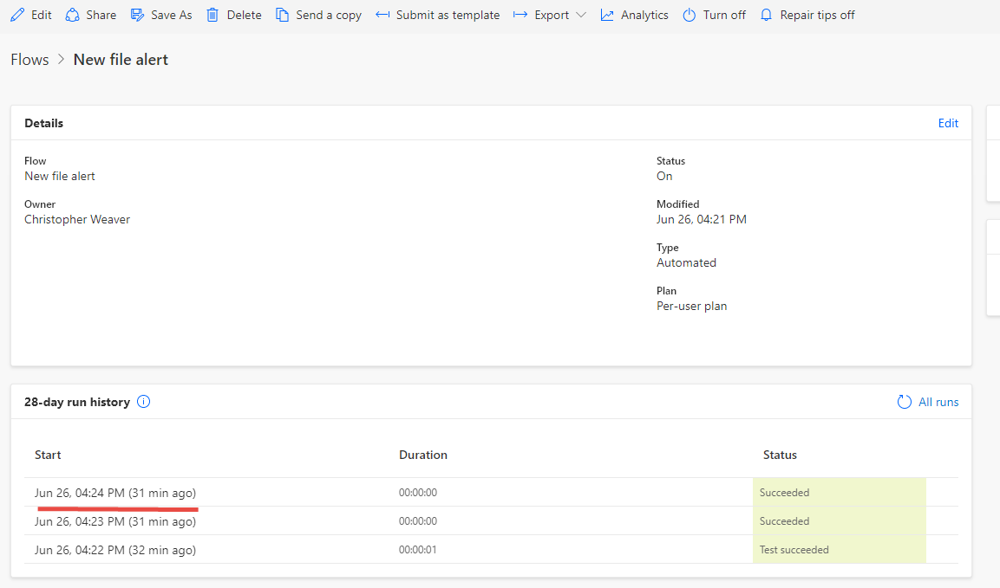 Edit Share Save As Delete Send a copy Submit as template Export Analytics Turn off Repair tips off
Flows > New file alert
Details Edit
Flow
New file alert
Owner
Christopher Weaver
Status
On
Modified
Jun 26, 04:21 PM
Type
Automated
Plan
Per-user plan
28-day run history All runs
Start Duration Status
Jun 26, 04:24 PM (31 min ago) 00:00:00 Succeeded
Jun 26, 04:23 PM (31 min ago) 00:00:00 Succeeded
Jun 26, 04:22 PM (32 min ago) 00:00:01 Test succeeded